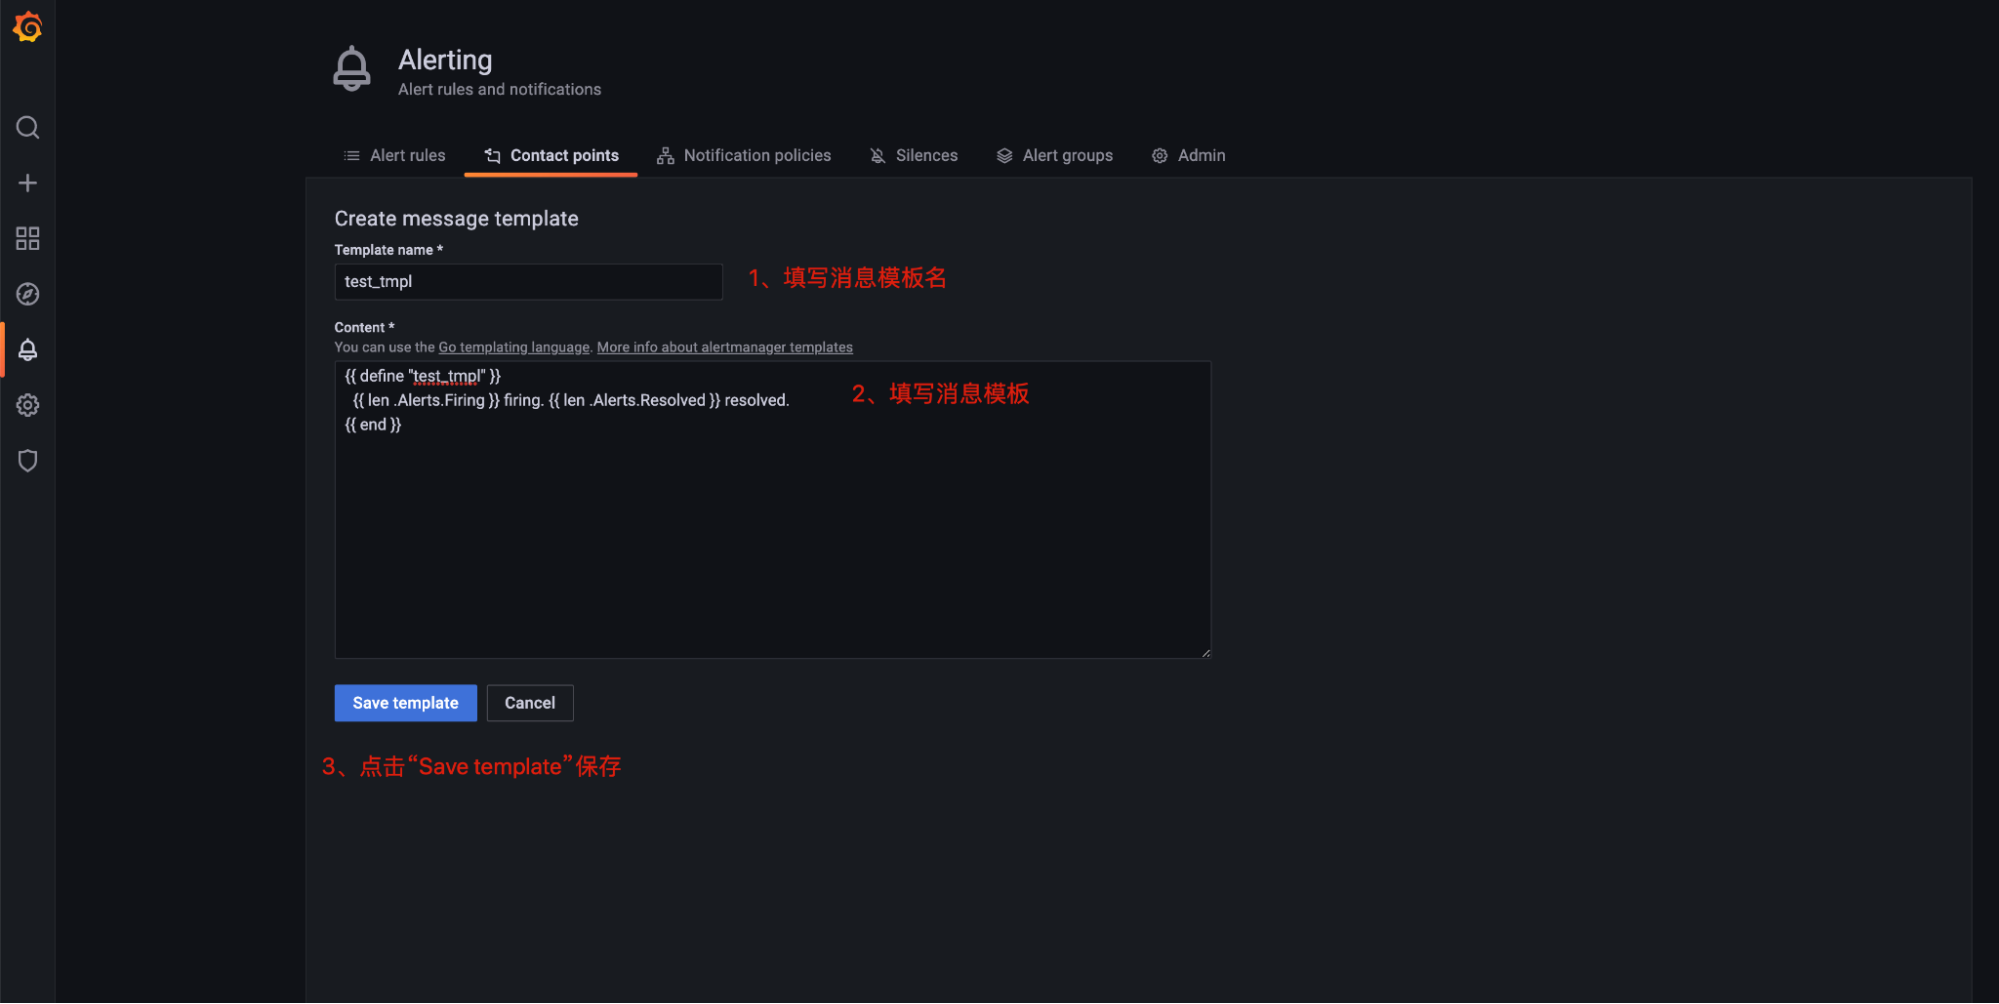 Alerting
Alert rules and notifications
Alert rules
Contact points
Notification policies
Silences
Alert groups
Admin
Create message template
Template name *
test_tmpl
1、填写消息模板名
Content *
You can use the Go templating language. More info about alertmanager templates
{{ define "test_tmpl" }}
{{ len .Alerts.Firing }} firing. {{ len .Alerts.Resolved }} resolved.
{{ end }}
2、填写消息模板
Save template
Cancel
3、点击“Save template”保存